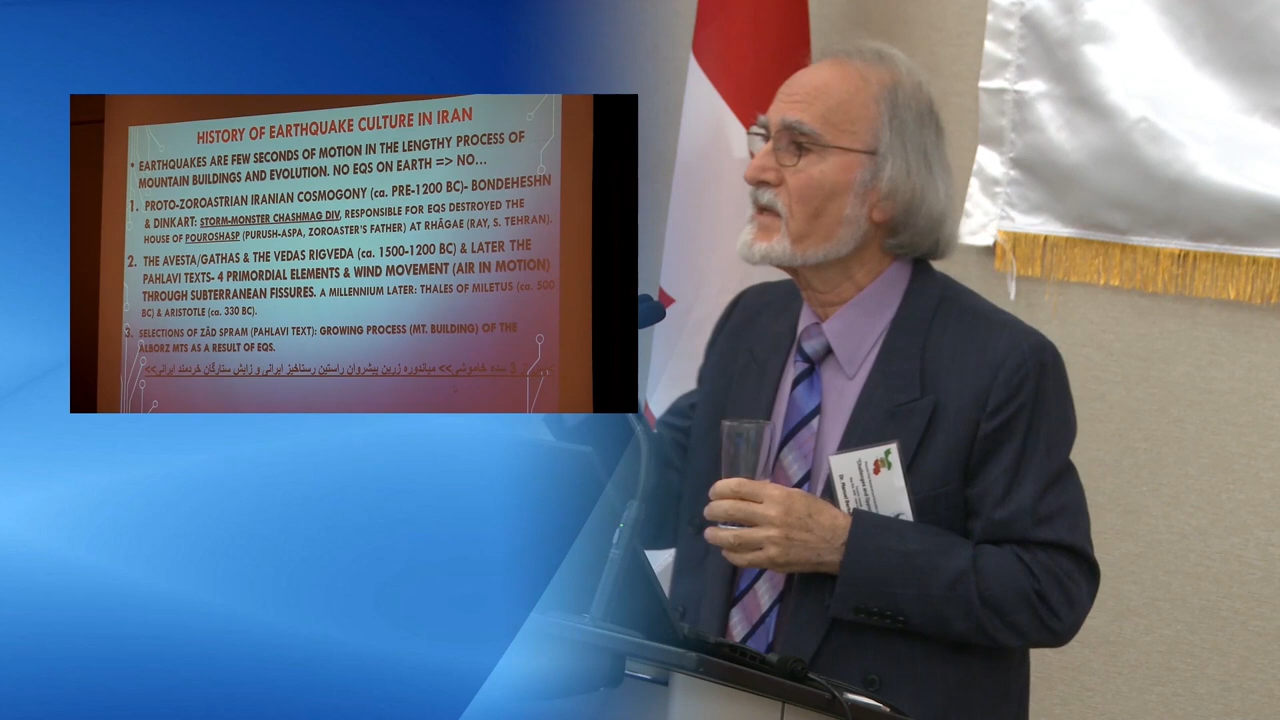 HISTORY OF EARTHQUAKE CULTURE IN IRAN
• EARTHQUAKES ARE FEW SECONDS OF MOTION IN THE LENGTHY PROCESS OF
MOUNTAIN BUILDINGS AND EVOLUTION. NO EQS ON EARTH => NO...
1. PROTO-ZOROASTRIAN IRANIAN COSMOGONY (ca. PRE-1200 BC)- BONDEHESHN
& DINKART: STORM-MONSTER CHASHMAG DIV, RESPONSIBLE FOR EQS DESTROYED THE
HOUSE OF POUROSHASP (PURUSH-ASPA, ZOROASTER'S FATHER) AT RHĀGAE (RAY, S. TEHRAN).
2. THE AVESTA/GATHAS & THE VEDAS RIGVEDA (ca. 1500-1200 BC) & LATER THE
PAHLAVI TEXTS- 4 PRIMORDIAL ELEMENTS & WIND MOVEMENT (AIR IN MOTION)
THROUGH SUBTERRANEAN FISSURES. A MILLENNIUM LATER: THALES OF MILETUS (ca. 500
BC) & ARISTOTLE (ca. 330 BC).
3. SELECTIONS OF ZĀD SPRAM (PAHLAVI TEXT): GROWING PROCESS (MT. BUILDING) OF THE
ALBORZ MTS AS A RESULT OF EQS.
3 سده خاموشی>> میاندوره زرین پیشروان راستین رستاخیز ایرانی و زایش ستارگان خردمند ایرانی>>